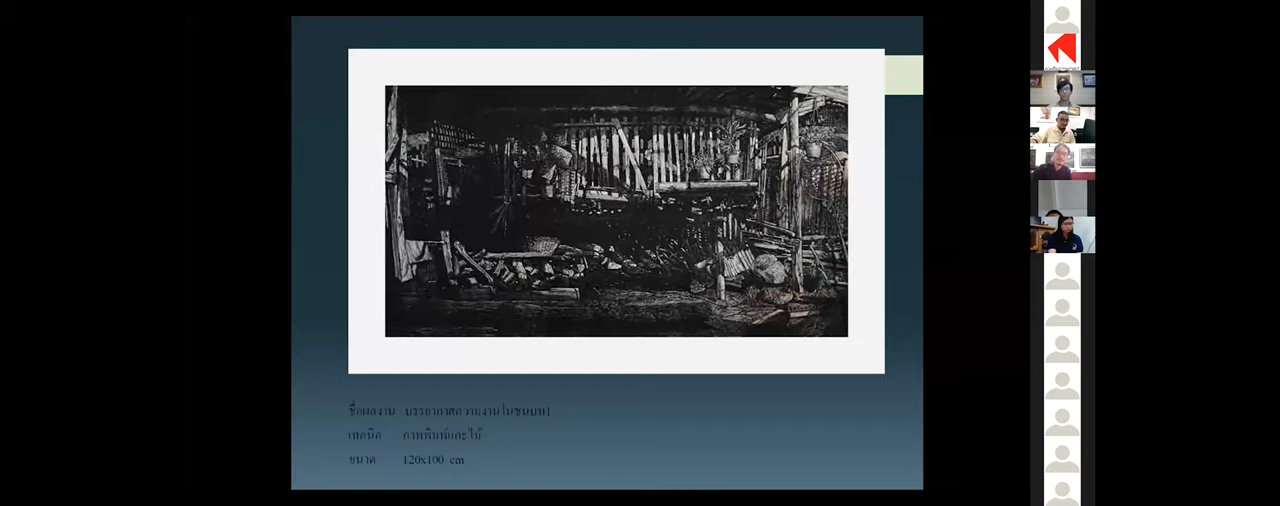 ชื่อผลงาน บรรยากาศความงานในชนบท1
เทคนิค ภาพพิมพ์แกะไม้
ขนาด 120x100 cm